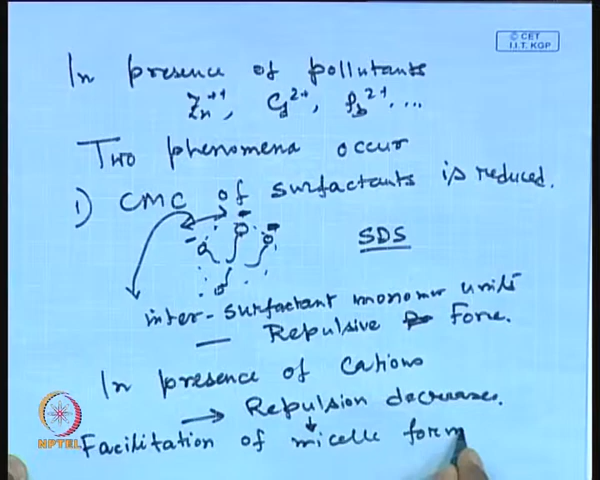 © CET
I.I.T. KGP
In presence of pollutants
Zn++, Cd2+, Pb2+, ...
Two phenomena occur
1) CMC of surfactants is reduced.
SDS
inter-surfactant monomer units
— Repulsive Force.
In presence of Cations
→ Repulsion decreases.
Facilitation of micelle form
NPTEL